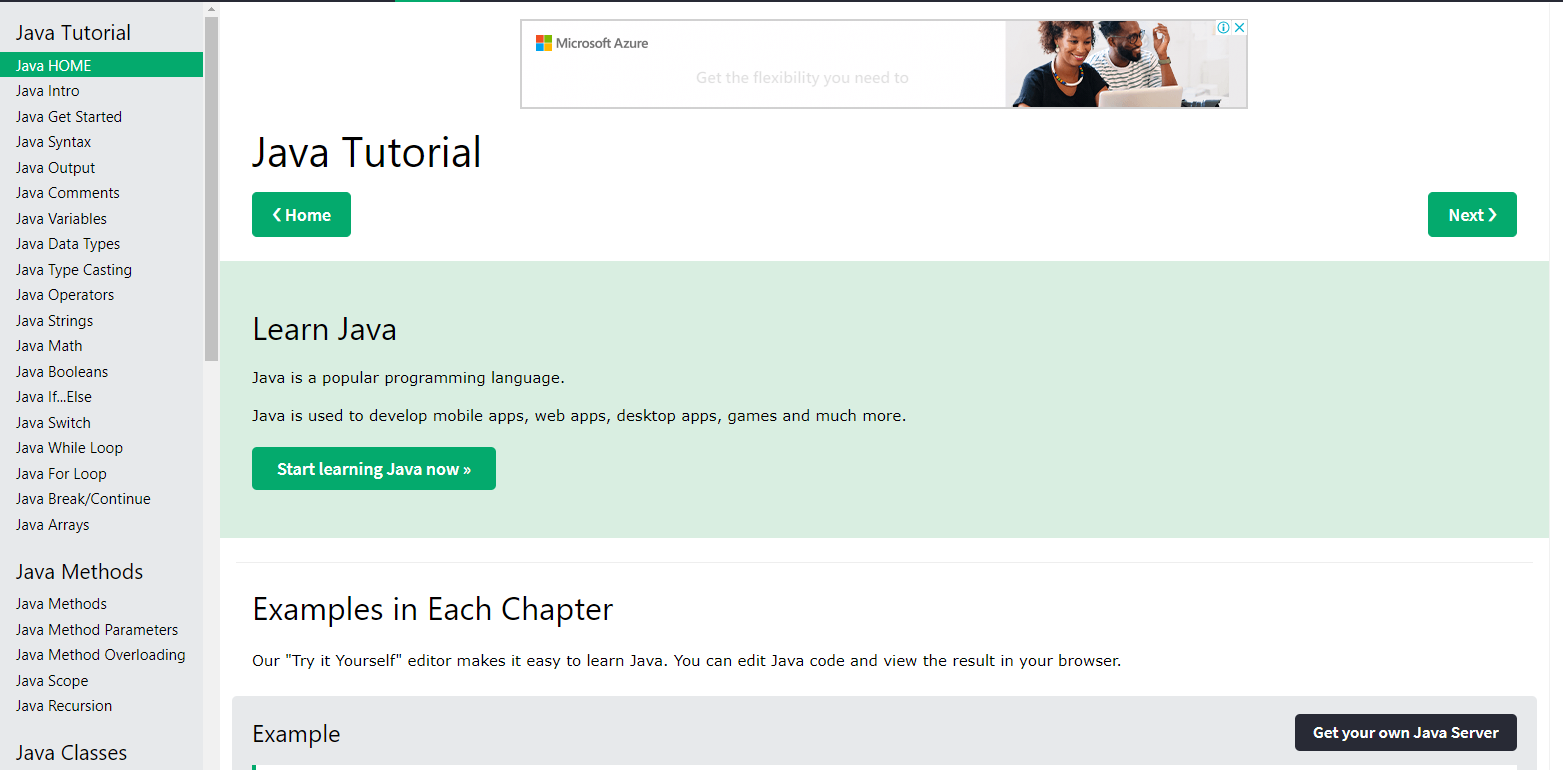 Java Tutorial
Java HOME
Java Intro
Java Get Started
Java Syntax
Java Output
Java Comments
Java Variables
Java Data Types
Java Type Casting
Java Operators
Java Strings
Java Math
Java Booleans
Java If...Else
Java Switch
Java While Loop
Java For Loop
Java Break/Continue
Java Arrays
Java Methods
Java Methods
Java Method Parameters
Java Method Overloading
Java Scope
Java Recursion
Java Classes
Microsoft Azure
Get the flexibility you need to
Java Tutorial
❮ Home
Next ❯
Learn Java
Java is a popular programming language.
Java is used to develop mobile apps, web apps, desktop apps, games and much more.
Start learning Java now »
Examples in Each Chapter
Our "Try it Yourself" editor makes it easy to learn Java. You can edit Java code and view the result in your browser.
Example
Get your own Java Server